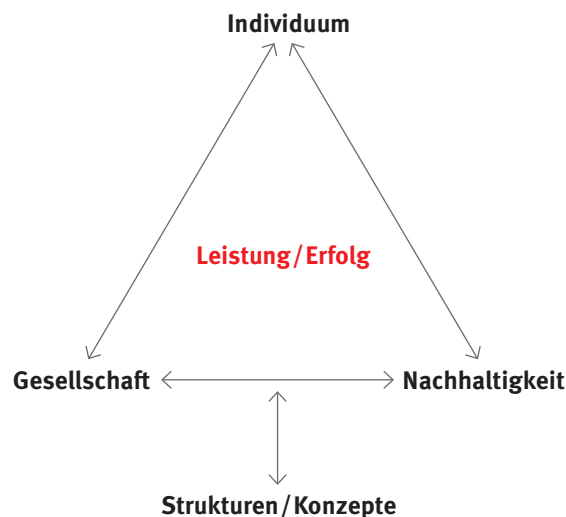 Individuum
Leistung/Erfolg
Gesellschaft
Nachhaltigkeit
Strukturen/Konzepte